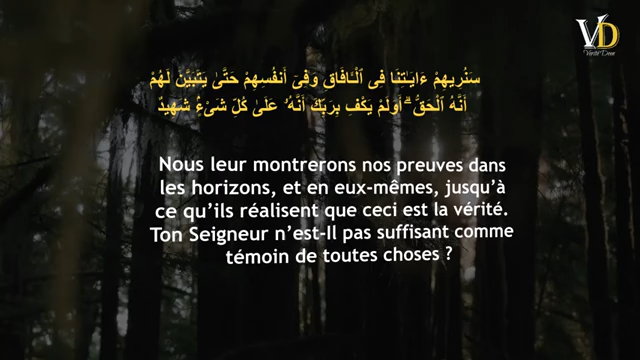 VD
سَنُرِيهِمْ ءَايَـٰتِنَا فِى ٱلْـَٔافَاقِ وَفِىٓ أَنفُسِهِمْ حَتَّىٰ يَتَبَيَّنَ لَهُمْ
أَنَّهُ ٱلْحَقُّ ۗ أَوَلَمْ يَكْفِ بِرَبِّكَ أَنَّهُۥ عَلَىٰ كُلِّ شَىْءٍ شَهِيدٌ
Nous leur montrerons nos preuves dans
les horizons, et en eux-mêmes, jusqu’à
ce qu’ils réalisent que ceci est la vérité.
Ton Seigneur n’est-Il pas suffisant comme
témoin de toutes choses ?